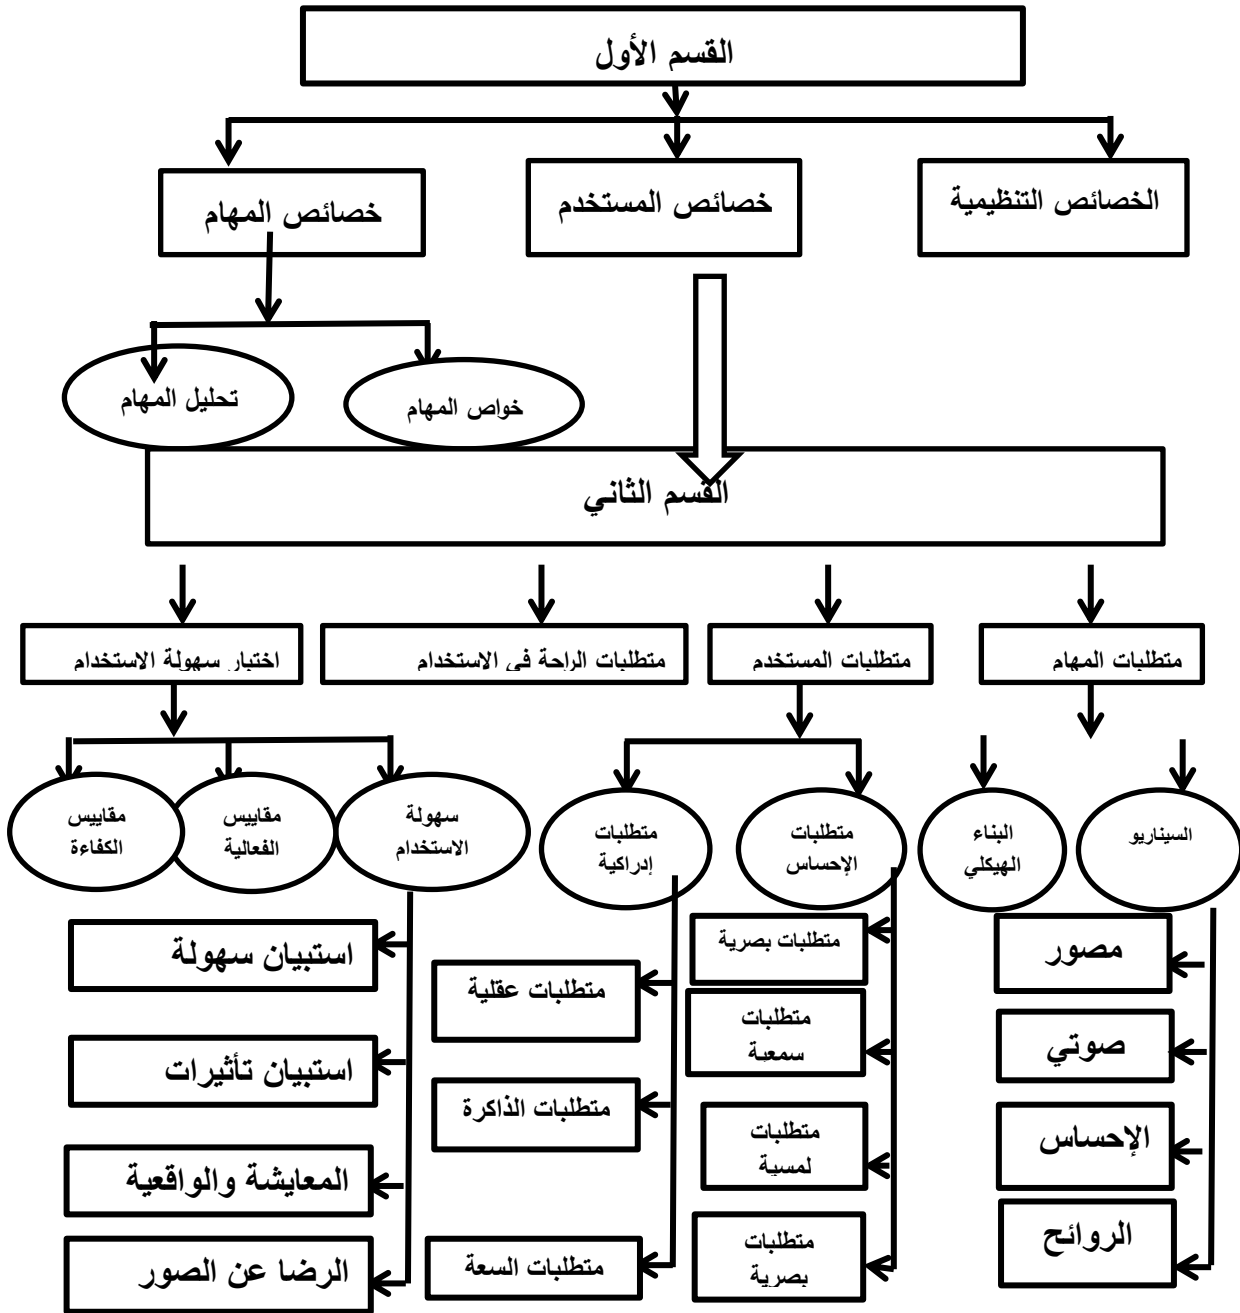 القسم الأول
الخصائص التنظيمية
خصائص المستخدم
خصائص المهام
خواص المهام
تحليل المهام
القسم الثاني
متطلبات المهام
متطلبات المستخدم
متطلبات الراحة في الاستخدام
اختبار سهولة الاستخدام
السيناريو
البناء
الهيكلي
متطلبات
الإحساس
متطلبات
إدراكية
سهولة
الاستخدام
مقاييس
الفعالية
مقاييس
الكفاءة
مصور
صوتي
الإحساس
الروائح
متطلبات بصرية
متطلبات
سمعية
متطلبات
لمسية
متطلبات
بصرية
متطلبات عقلية
متطلبات الذاكرة
متطلبات السعة
استبيان سهولة
استبيان تأثيرات
المعايشة والواقعية
الرضا عن الصور